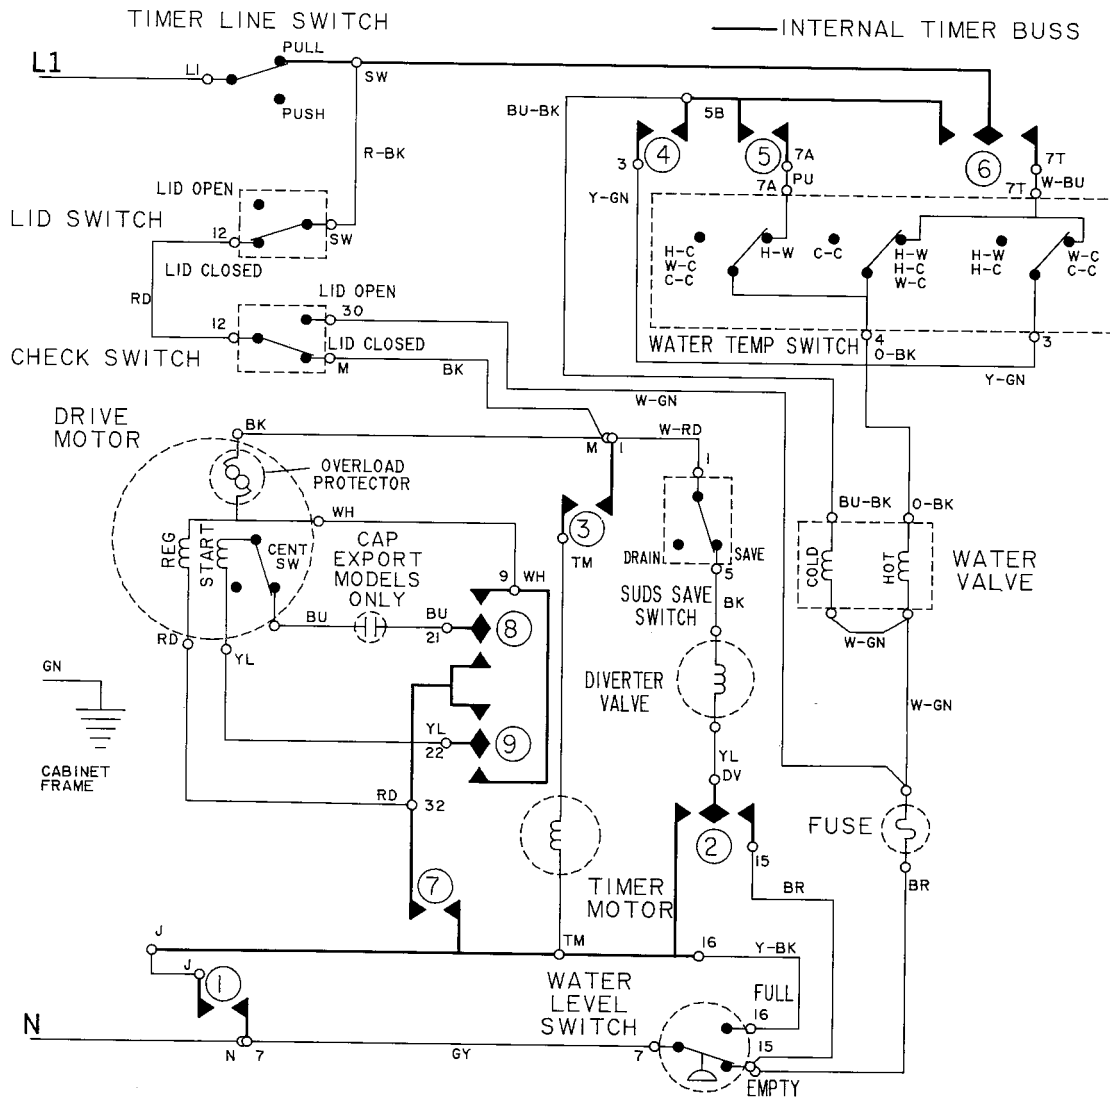 TIMER LINE SWITCH
INTERNAL TIMER BUSS
L1
L1
PULL
SW
PUSH
BU-BK
5B
R-BK
4
5
6
3
7A
7T
7A
PU
7T
W-BU
Y-GN
LID OPEN
LID SWITCH
12
SW
LID CLOSED
H-C
W-C
C-C
H-W
C-C
H-W
H-C
W-C
H-W
H-C
W-C
C-C
RD
LID OPEN
30
12
LID CLOSED
CHECK SWITCH
M
BK
WATER TEMP SWITCH
4
O-BK
3
Y-GN
W-GN
DRIVE
MOTOR
BK
M
1
W-RD
1
OVERLOAD
PROTECTOR
BU-BK
O-BK
WH
3
TM
REG
START
CENT
SW
CAP
EXPORT
MODELS
ONLY
DRAIN
SAVE
5
COLD
HOT
WATER
VALVE
9
WH
SUDS SAVE
SWITCH
BK
BU
BU
21
8
W-GN
RD
YL
GN
DIVERTER
VALVE
W-GN
YL
22
9
YL
DV
CABINET
FRAME
RD
32
FUSE
2
15
7
TIMER
MOTOR
BR
BR
J
TM
16
Y-BK
J
1
WATER
LEVEL
SWITCH
FULL
16
N
N
7
GY
7
15
EMPTY